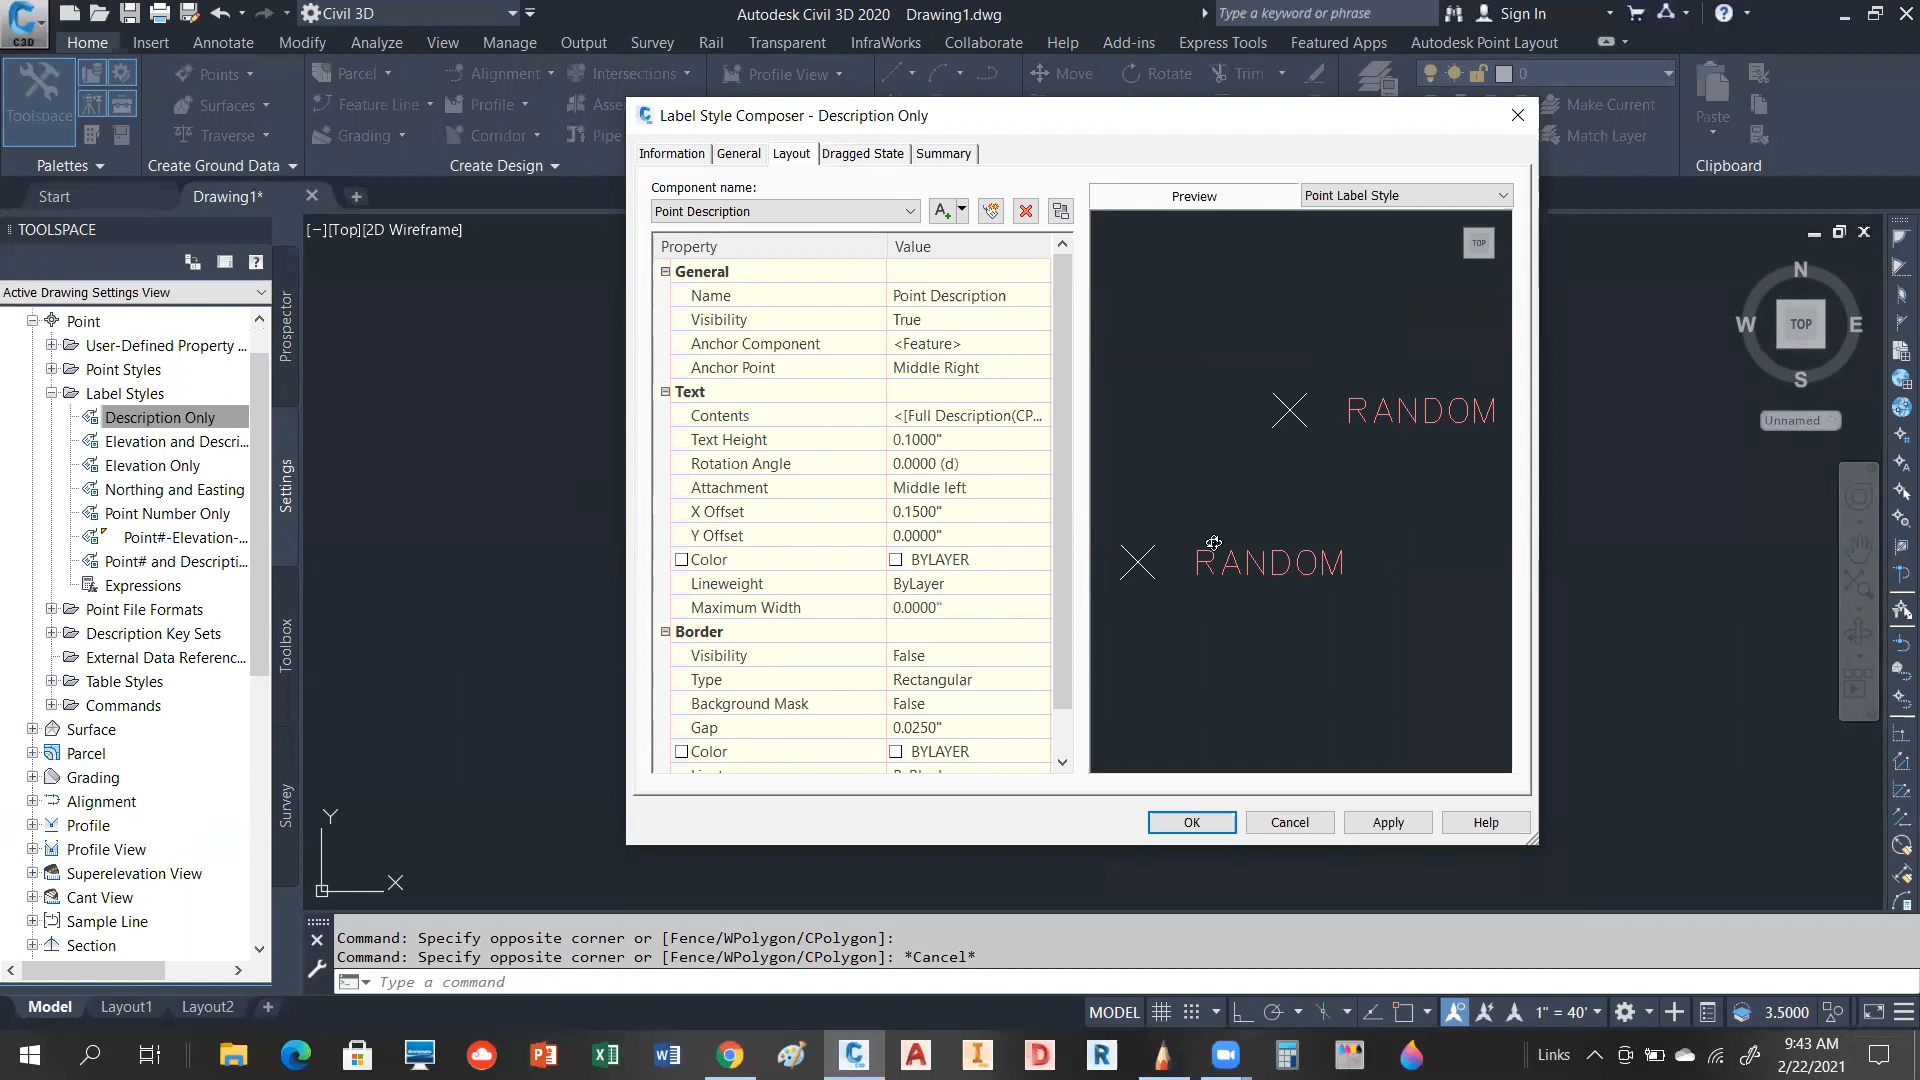 Civil 3D
Autodesk Civil 3D 2020 Drawing1.dwg
Type a keyword or phrase
Sign In
C3D
Home Insert Annotate Modify Analyze View Manage Output Survey Rail Transparent InfraWorks Collaborate Help Add-ins Express Tools Featured Apps Autodesk Point Layout
Toolspace
Points
Surfaces
Traverse
Parcel
Feature Line
Grading
Alignment
Profile
Corridor
Intersections
Asse
Pipe
Profile View
Move Rotate Trim
0
Make Current
Match Layer
Paste
Palettes
Create Ground Data
Create Design
Clipboard
Start
Drawing1*
TOOLSPACE
Active Drawing Settings View
Point
User-Defined Property ...
Point Styles
Label Styles
Description Only
Elevation and Descri...
Elevation Only
Northing and Easting
Point Number Only
Point#-Elevation-...
Point# and Descripti...
Expressions
Point File Formats
Description Key Sets
External Data Referenc...
Table Styles
Commands
Surface
Parcel
Grading
Alignment
Profile
Profile View
Superelevation View
Cant View
Sample Line
Section
Prospector
Settings
Toolbox
Survey
[−][Top][2D Wireframe]
Label Style Composer - Description Only
Information General Layout Dragged State Summary
Component name:
Point Description
Preview
Point Label Style
Property Value
General
Name Point Description
Visibility True
Anchor Component <Feature>
Anchor Point Middle Right
Text
Contents <[Full Description(CP...
Text Height 0.1000"
Rotation Angle 0.0000 (d)
Attachment Middle left
X Offset 0.1500"
Y Offset 0.0000"
Color BYLAYER
Lineweight ByLayer
Maximum Width 0.0000"
Border
Visibility False
Type Rectangular
Background Mask False
Gap 0.0250"
Color BYLAYER
TOP
RANDOM
RANDOM
OK Cancel Apply Help
N
W TOP E
S
Unnamed
Y
X
Command: Specify opposite corner or [Fence/WPolygon/CPolygon]:
Command: Specify opposite corner or [Fence/WPolygon/CPolygon]: *Cancel*
Type a command
Model Layout1 Layout2
MODEL
1" = 40'
3.5000
Links
9:43 AM
2/22/2021